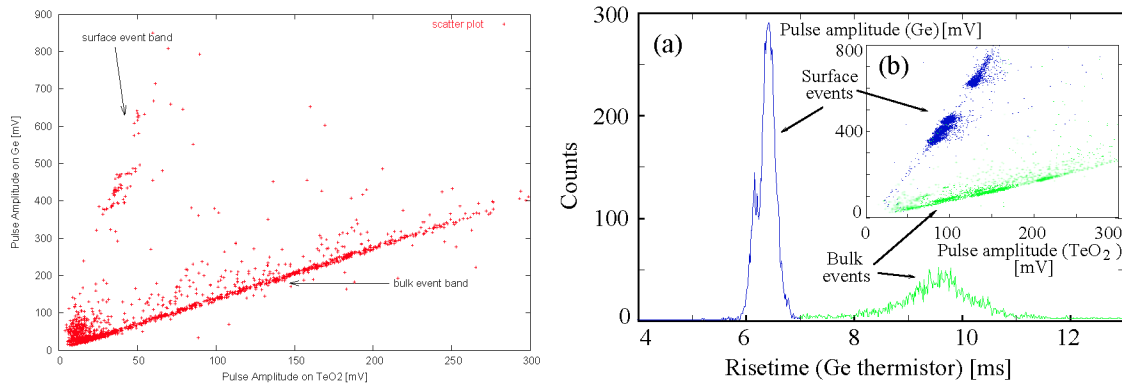 scatter plot
surface event band
bulk event band
Pulse Amplitude on Ge [mV]
900
800
700
600
500
400
300
200
100
0
0
50
100
150
200
250
300
Pulse Amplitude on TeO2 [mV]
(a)
Pulse amplitude (Ge) [mV]
(b)
Surface
events
Bulk
events
800
400
0
100
200
300
Pulse amplitude (TeO2 )
[mV]
Counts
300
200
100
0
4
6
8
10
12
Risetime (Ge thermistor) [ms]